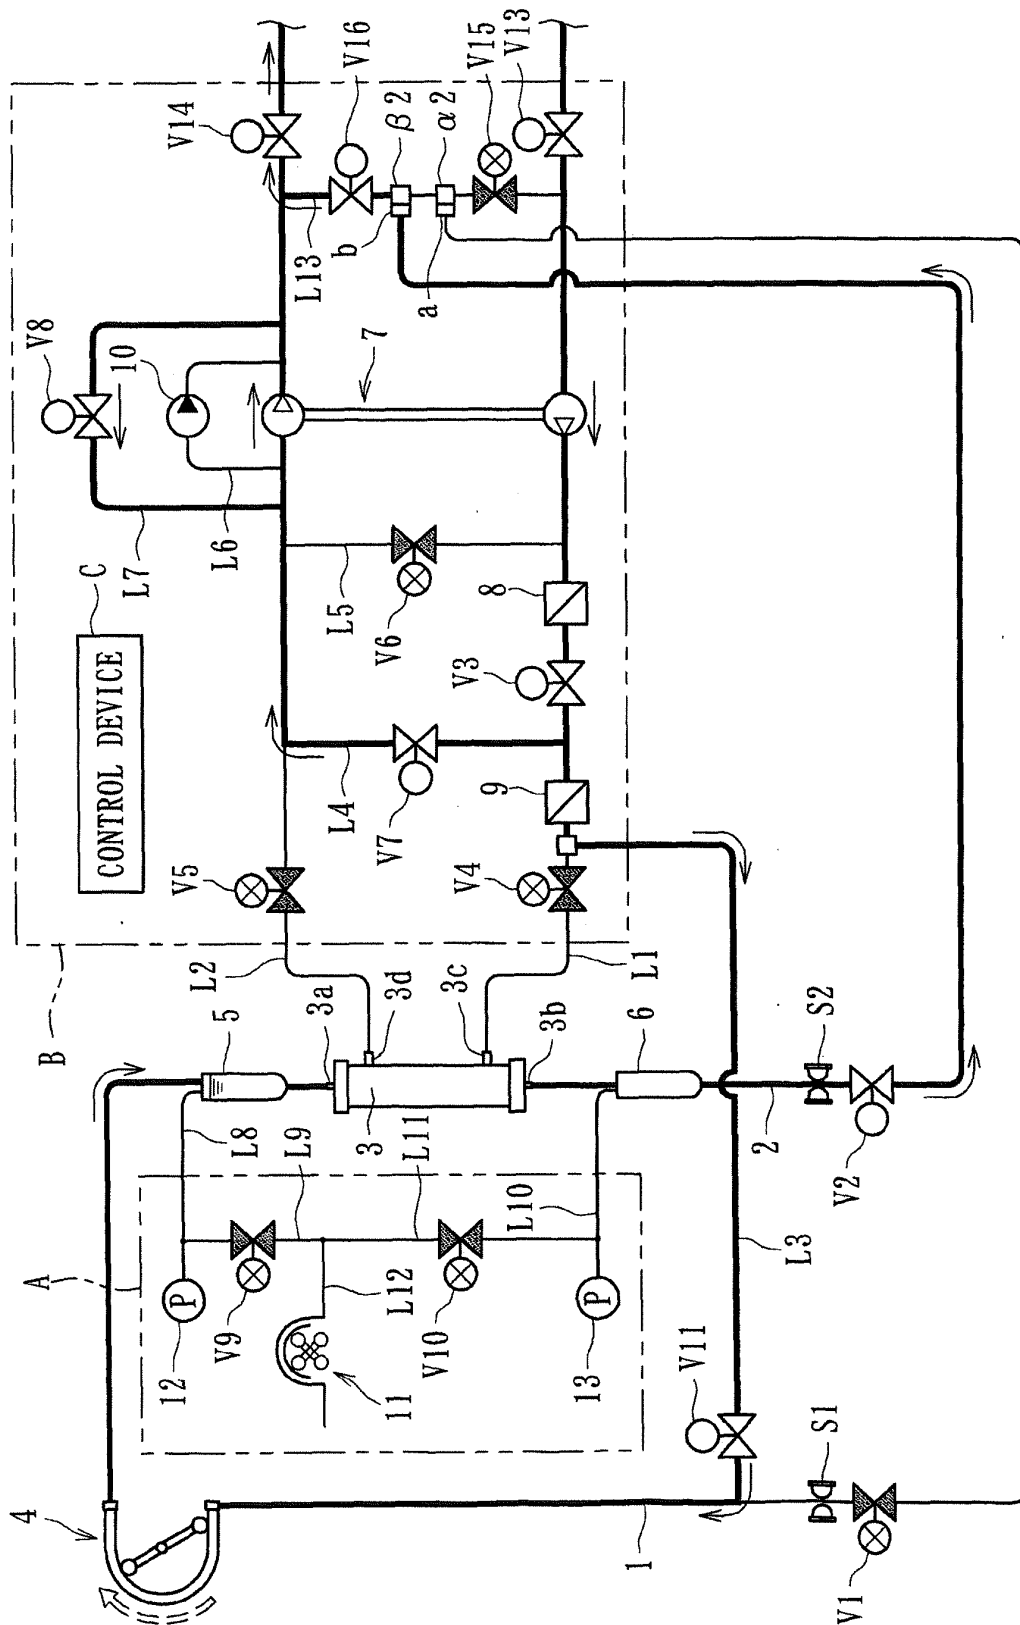 V14
V16
β2
α2
V15
V13
b
a
L13
V8
10
7
L7
L6
C
CONTROL DEVICE
L5
V6
8
V3
L4
V7
9
V5
V4
B
L2
L1
5
3a
3d
3c
3b
6
S2
3
L8
L9
L11
L10
2
V2
A
L12
L3
12
V9
11
V10
13
V11
S1
4
1
V1
P
P